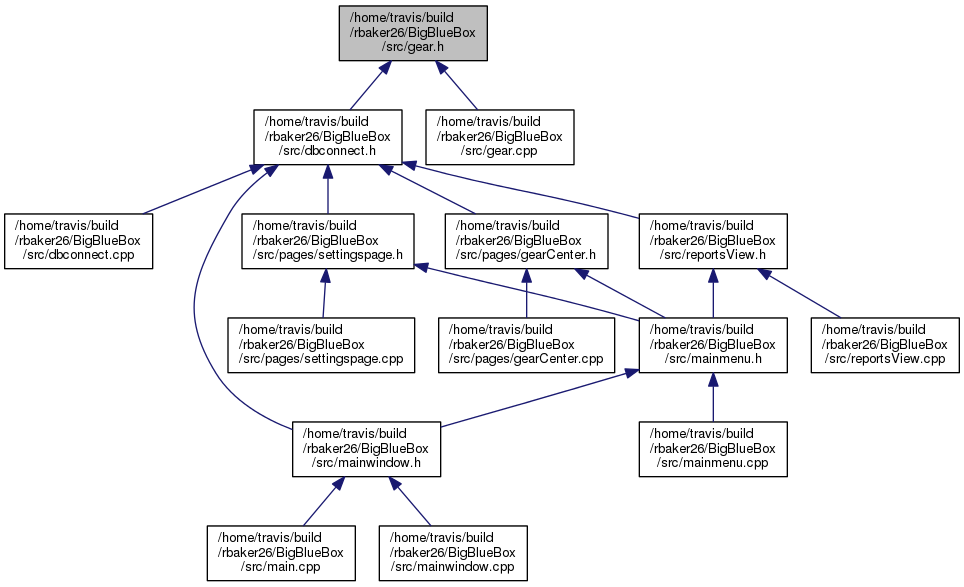 /home/travis/build
/rbaker26/BigBlueBox
/src/gear.h
/home/travis/build
/rbaker26/BigBlueBox
/src/dbconnect.h
/home/travis/build
/rbaker26/BigBlueBox
/src/gear.cpp
/home/travis/build
/rbaker26/BigBlueBox
/src/dbconnect.cpp
/home/travis/build
/rbaker26/BigBlueBox
/src/pages/settingspage.h
/home/travis/build
/rbaker26/BigBlueBox
/src/pages/gearCenter.h
/home/travis/build
/rbaker26/BigBlueBox
/src/reportsView.h
/home/travis/build
/rbaker26/BigBlueBox
/src/pages/settingspage.cpp
/home/travis/build
/rbaker26/BigBlueBox
/src/pages/gearCenter.cpp
/home/travis/build
/rbaker26/BigBlueBox
/src/mainmenu.h
/home/travis/build
/rbaker26/BigBlueBox
/src/reportsView.cpp
/home/travis/build
/rbaker26/BigBlueBox
/src/mainwindow.h
/home/travis/build
/rbaker26/BigBlueBox
/src/mainmenu.cpp
/home/travis/build
/rbaker26/BigBlueBox
/src/main.cpp
/home/travis/build
/rbaker26/BigBlueBox
/src/mainwindow.cpp